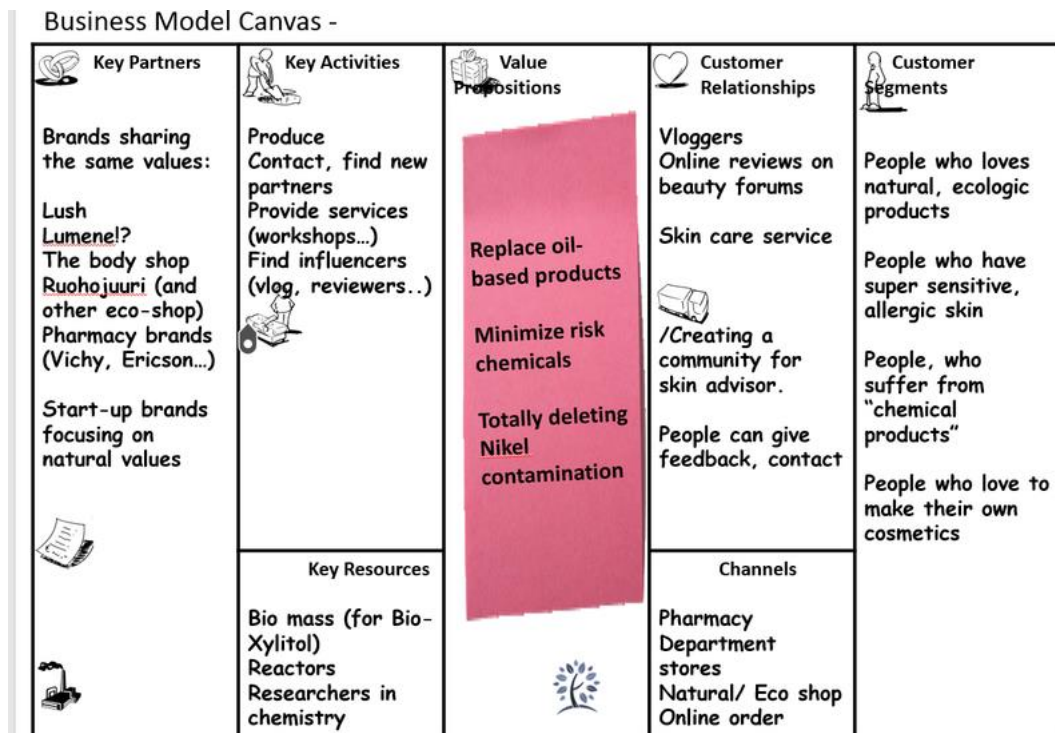 Business Model Canvas -
Key Partners
Brands sharing
the same values:
Lush
Lumene!?
The body shop
Ruohojuuri (and
other eco-shop)
Pharmacy brands
(Vichy, Ericson...)
Start-up brands
focusing on
natural values
Key Activities
Produce
Contact, find new
partners
Provide services
(workshops...)
Find influencers
(vlog, reviewers..)
Key Resources
Bio mass (for Bio-
Xylitol)
Reactors
Researchers in
chemistry
Value
Propositions
Replace oil-
based products
Minimize risk
chemicals
Totally deleting
Nikel
contamination
Customer
Relationships
Vloggers
Online reviews on
beauty forums
Skin care service
/Creating a
community for
skin advisor.
People can give
feedback, contact
Channels
Pharmacy
Department
stores
Natural/ Eco shop
Online order
Customer
Segments
People who loves
natural, ecologic
products
People who have
super sensitive,
allergic skin
People, who
suffer from
“chemical
products”
People who love to
make their own
cosmetics